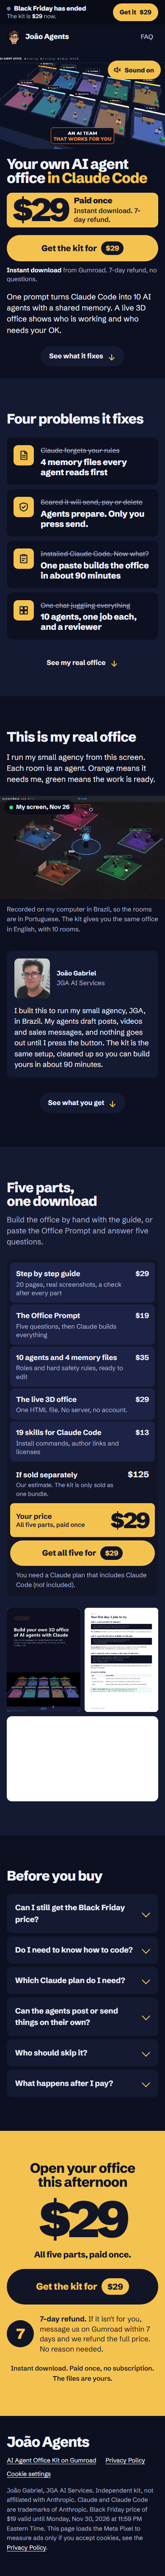 Black Friday has ended
The kit is $29 now.
Get it $29
João Agents
FAQ
Sound on
AN AI TEAM
THAT WORKS FOR YOU
Your own AI agent
office in Claude Code
$29
Paid once
Instant download. 7-
day refund.
Get the kit for $29
Instant download from Gumroad. 7-day refund, no
questions.
One prompt turns Claude Code into 10 AI
agents with a shared memory. A live 3D
office shows who is working and who
needs your OK.
See what it fixes
Four problems it fixes
Claude forgets your rules
4 memory files every
agent reads first
Scared it will send, pay or delete
Agents prepare. Only you
press send.
Installed Claude Code. Now what?
One paste builds the office
in about 90 minutes
One chat juggling everything
10 agents, one job each,
and a reviewer
See my real office
This is my real office
I run my small agency from this screen.
Each room is an agent. Orange means it
needs me, green means the work is ready.
My screen, Nov 26
Recorded on my computer in Brazil, so the rooms
are in Portuguese. The kit gives you the same office
in English, with 10 rooms.
João Gabriel
JGA AI Services
I built this to run my small agency, JGA,
in Brazil. My agents draft posts, videos
and sales messages, and nothing goes
out until I press the button. The kit is the
same setup, cleaned up so you can build
yours in about 90 minutes.
See what you get
Five parts,
one download
Build the office by hand with the guide, or
paste the Office Prompt and answer five
questions.
Step by step guide $29
20 pages, real screenshots, a check
after every part
The Office Prompt $19
Five questions, then Claude builds
everything
10 agents and 4 memory files $35
Roles and hard safety rules, ready to
edit
The live 3D office $29
One HTML file. No server, no account.
19 skills for Claude Code $13
Install commands, author links and
licenses
If sold separately $125
Our estimate. The kit is only sold as
one bundle.
Your price
All five parts, paid once
$29
Get all five for $29
You need a Claude plan that includes Claude
Code (not included).
Build your own 3D office
of AI agents with Claude
Before you buy
Can I still get the Black Friday
price?
Do I need to know how to code?
Which Claude plan do I need?
Can the agents post or send
things on their own?
Who should skip it?
What happens after I pay?
Open your office
this afternoon
$29
All five parts, paid once.
Get the kit for $29
7
7-day refund. If it isn't for you,
message us on Gumroad within 7
days and we refund the full price.
No reason needed.
Instant download. Paid once, no subscription.
The files are yours.
João Agents
AI Agent Office Kit on Gumroad Privacy Policy
Cookie settings
João Gabriel, JGA AI Services. Independent kit, not
affiliated with Anthropic. Claude and Claude Code
are trademarks of Anthropic. Black Friday price of
$19 valid until Monday, Nov 30, 2026 at 11:59 PM
Eastern Time. This page loads the Meta Pixel to
measure ads only if you accept cookies, see the
Privacy Policy.